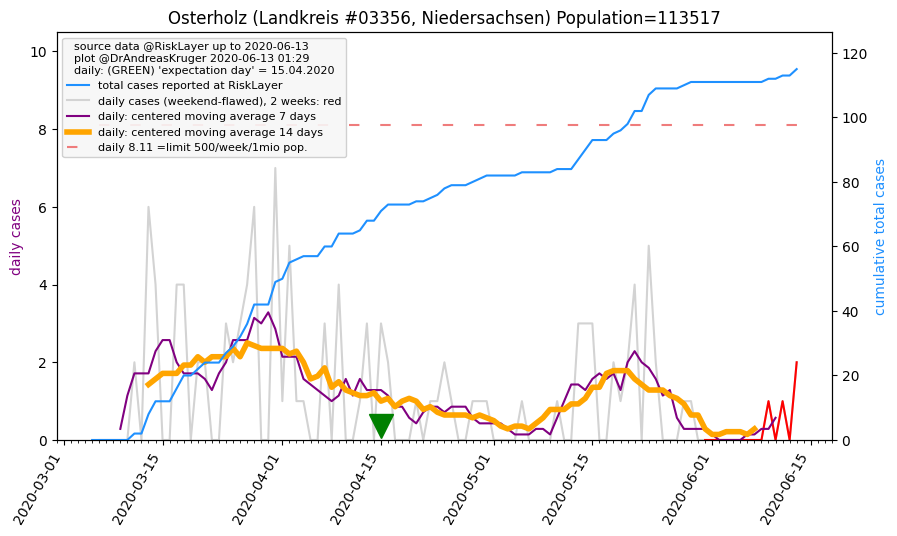 Osterholz (Landkreis #03356, Niedersachsen) Population=113517
source data @RiskLayer up to 2020-06-13
plot @DrAndreasKruger 2020-06-13 01:29
daily: (GREEN) 'expectation day' = 15.04.2020
total cases reported at RiskLayer
daily cases (weekend-flawed), 2 weeks: red
daily: centered moving average 7 days
daily: centered moving average 14 days
daily 8.11 =limit 500/week/1mio pop.
daily cases
10
8
6
4
2
0
120
100
80
60
40
20
0
cumulative total cases
2020-03-01
2020-03-15
2020-04-01
2020-04-15
2020-05-01
2020-05-15
2020-06-01
2020-06-15